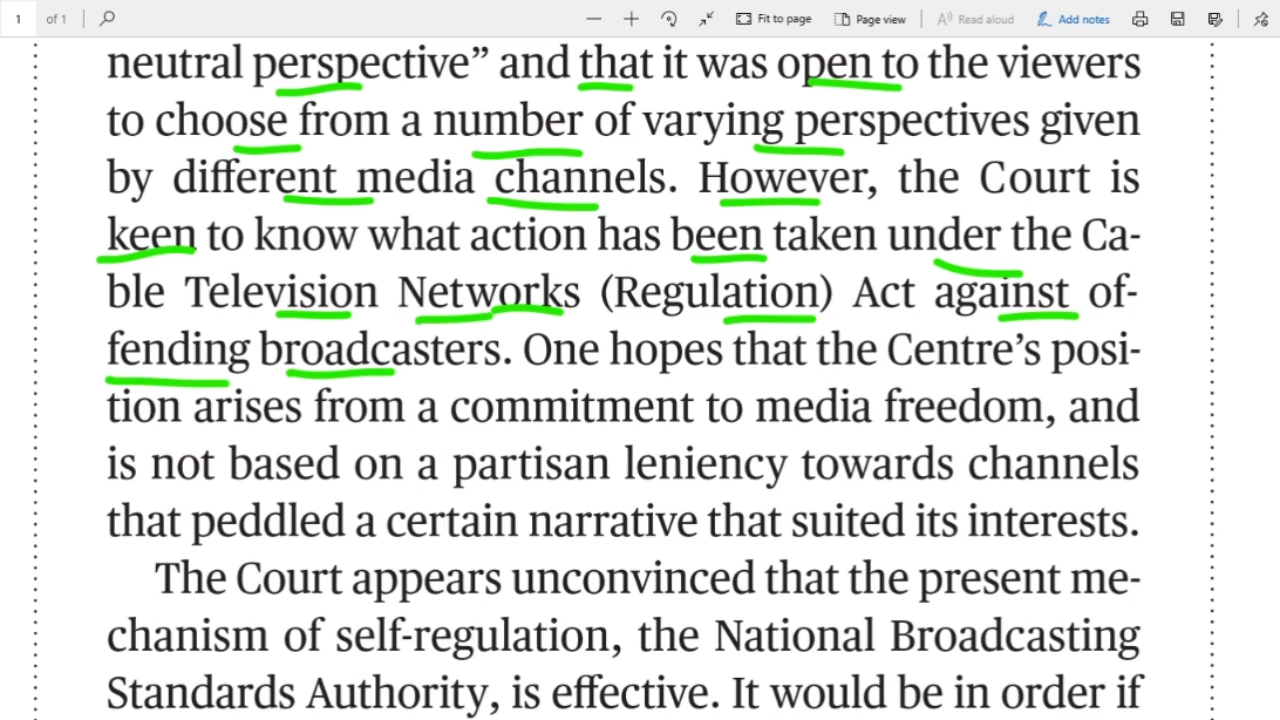 1 of 1 Fit to page Page view Read aloud Add notes
neutral perspective” and that it was open to the viewers
to choose from a number of varying perspectives given
by different media channels. However, the Court is
keen to know what action has been taken under the Ca-
ble Television Networks (Regulation) Act against of-
fending broadcasters. One hopes that the Centre’s posi-
tion arises from a commitment to media freedom, and
is not based on a partisan leniency towards channels
that peddled a certain narrative that suited its interests.
The Court appears unconvinced that the present me-
chanism of self-regulation, the National Broadcasting
Standards Authority, is effective. It would be in order if